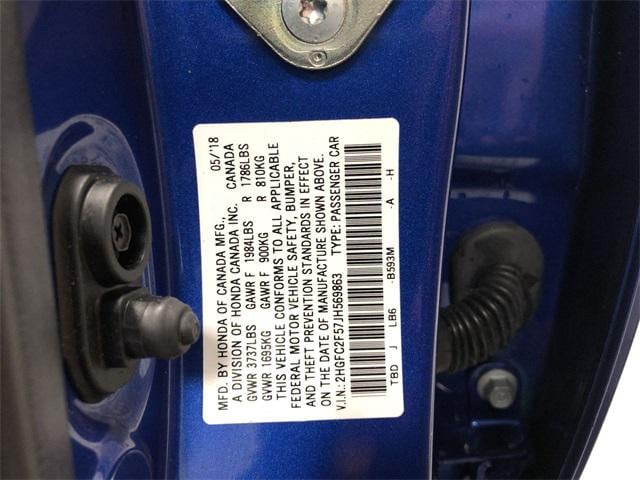 MFD. BY HONDA OF CANADA MFG., 05/'18
A DIVISION OF HONDA CANADA INC. CANADA
GVWR 3737LBS GAWR F 1984LBS R 1786LBS
GVWR 1695KG GAWR F 900KG R 810KG
THIS VEHICLE CONFORMS TO ALL APPLICABLE
FEDERAL MOTOR VEHICLE SAFETY, BUMPER,
AND THEFT PREVENTION STANDARDS IN EFFECT
ON THE DATE OF MANUFACTURE SHOWN ABOVE.
V.I.N.:2HGFC2F57JH569863 TYPE: PASSENGER CAR
TBD J LB6 -B593M -A -H